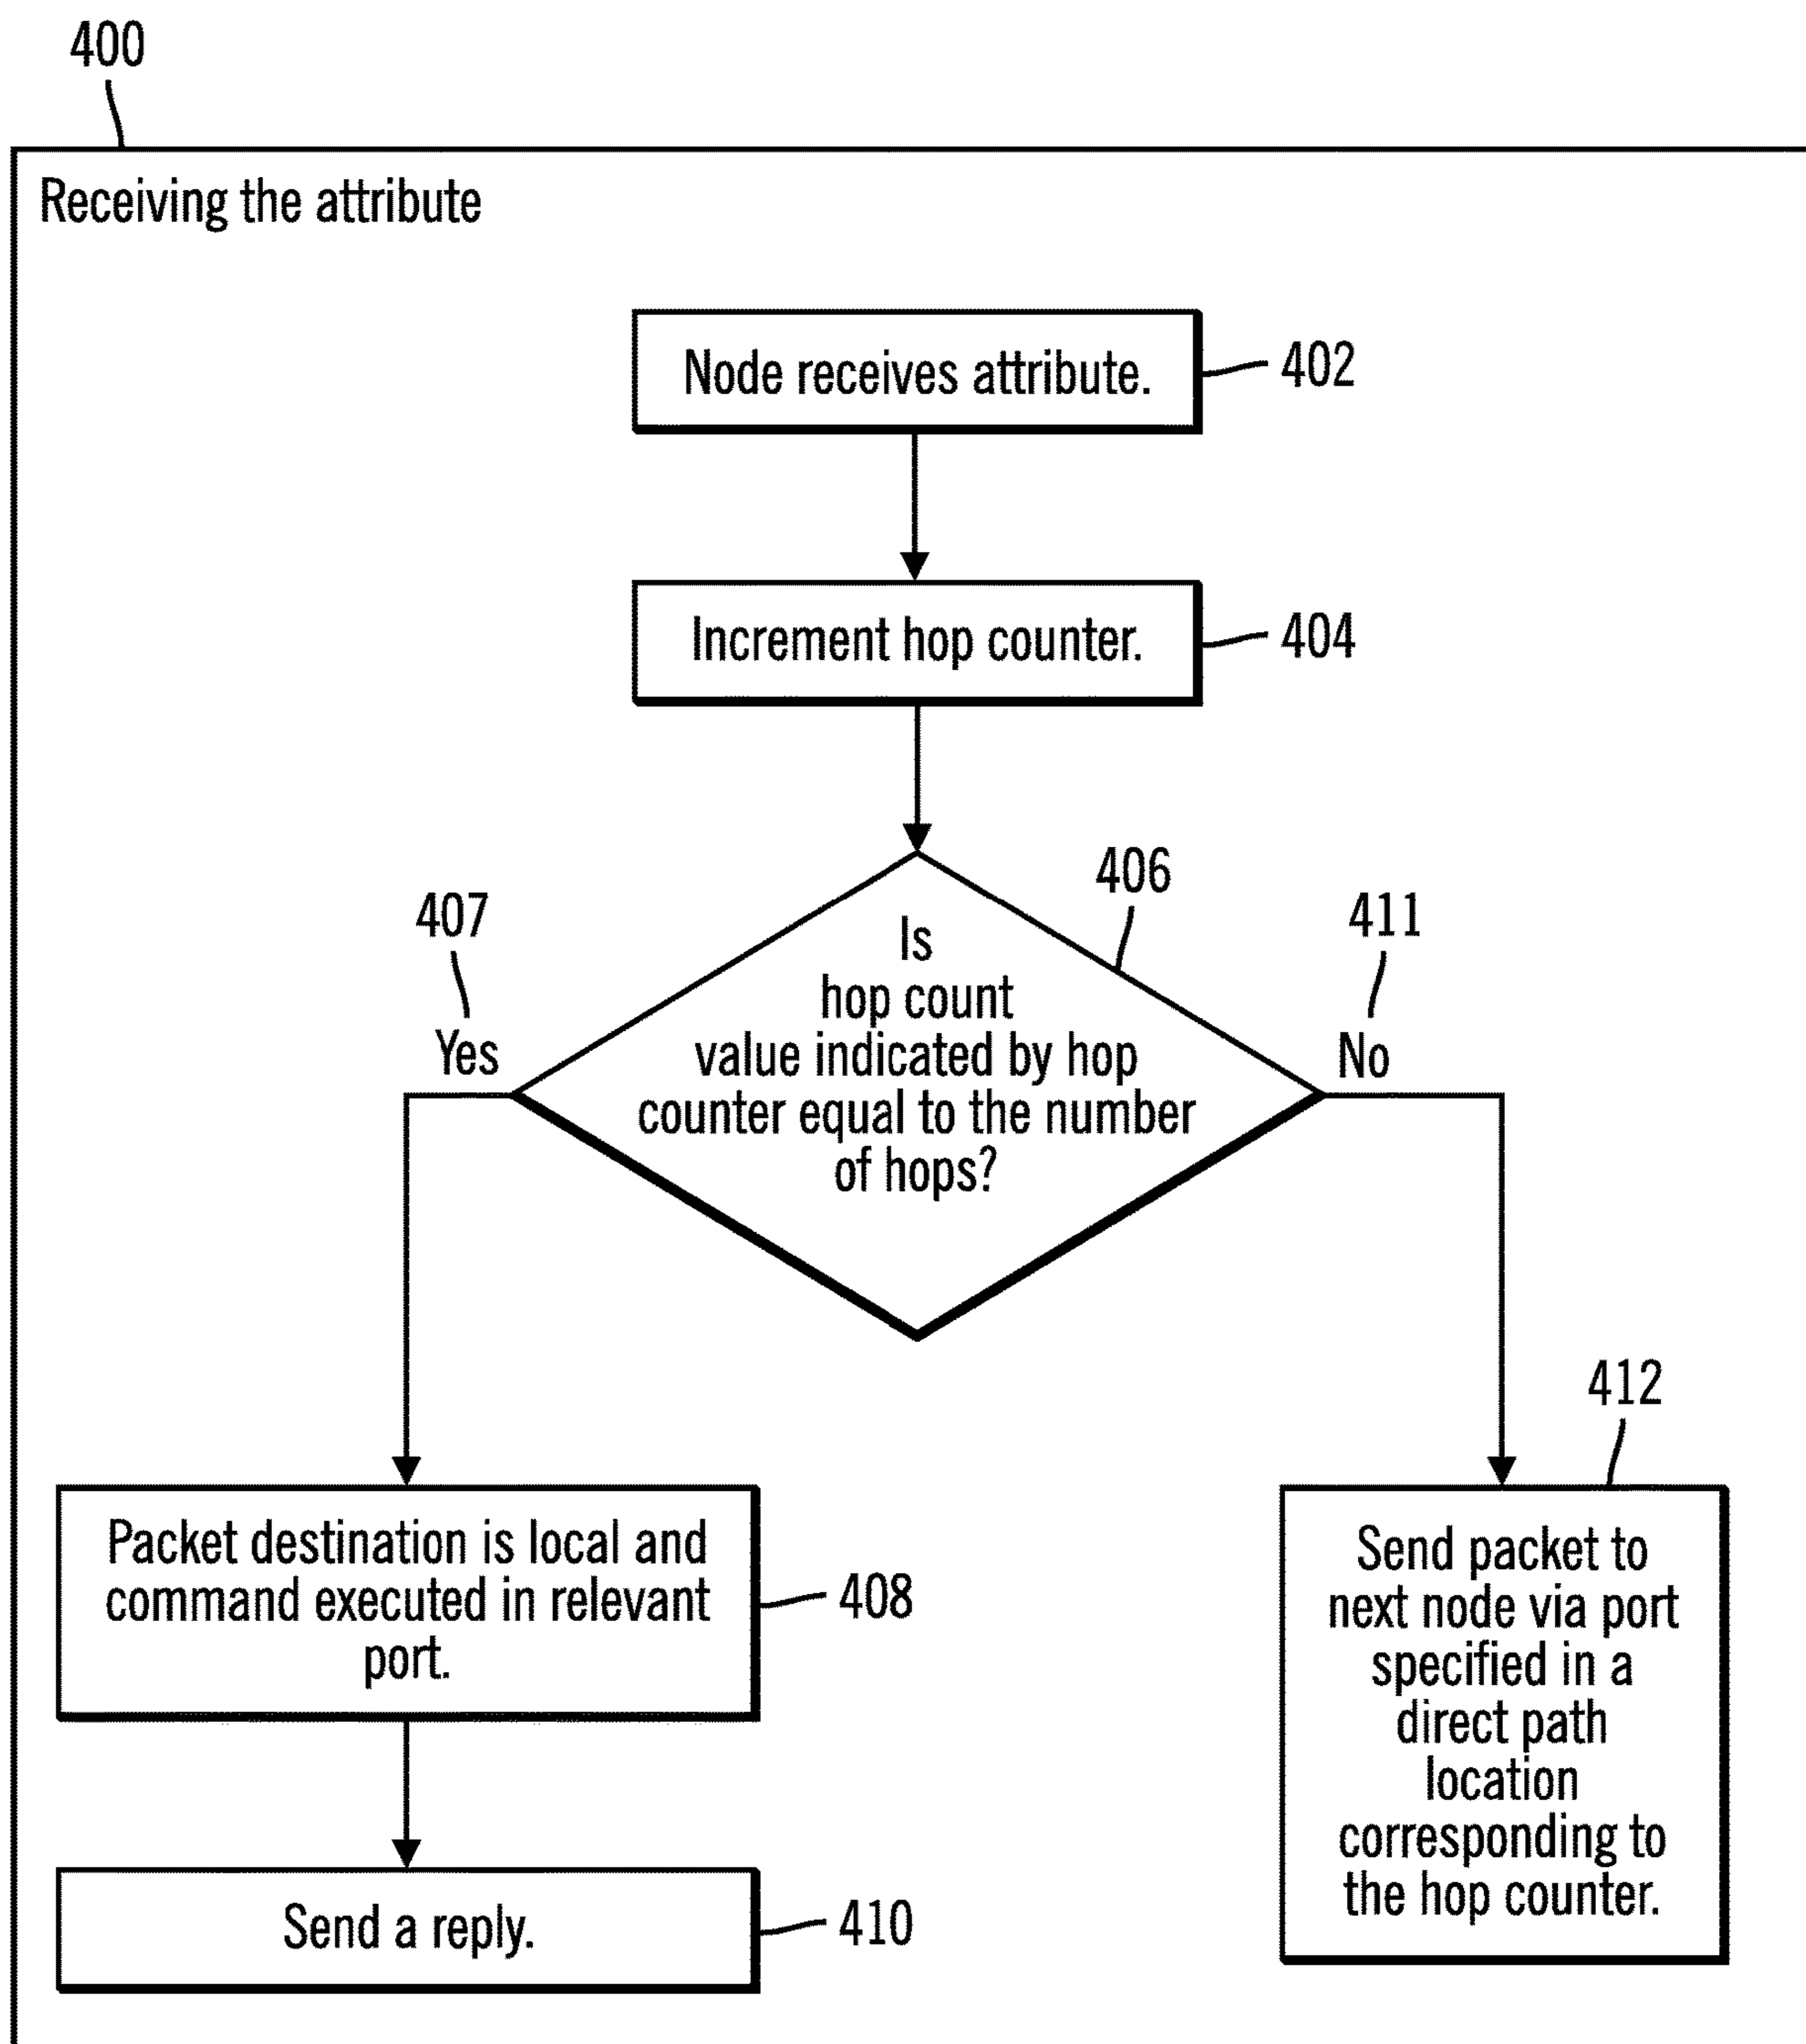 400
Receiving the attribute
Node receives attribute.
402
Increment hop counter.
404
406
407
411
Is
hop count
value indicated by hop
counter equal to the number
of hops?
Yes
No
412
Packet destination is local and
command executed in relevant
port.
408
Send packet to
next node via port
specified in a
direct path
location
corresponding to
the hop counter.
Send a reply.
410